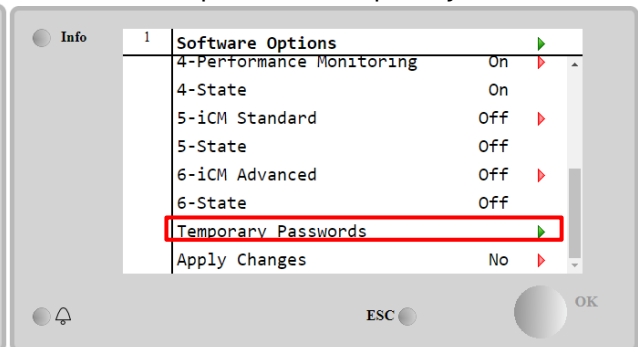 Info
1 Software Options
4-Performance Monitoring On
4-State On
5-iCM Standard Off
5-State Off
6-iCM Advanced Off
6-State Off
Temporary Passwords
Apply Changes No
ESC
OK